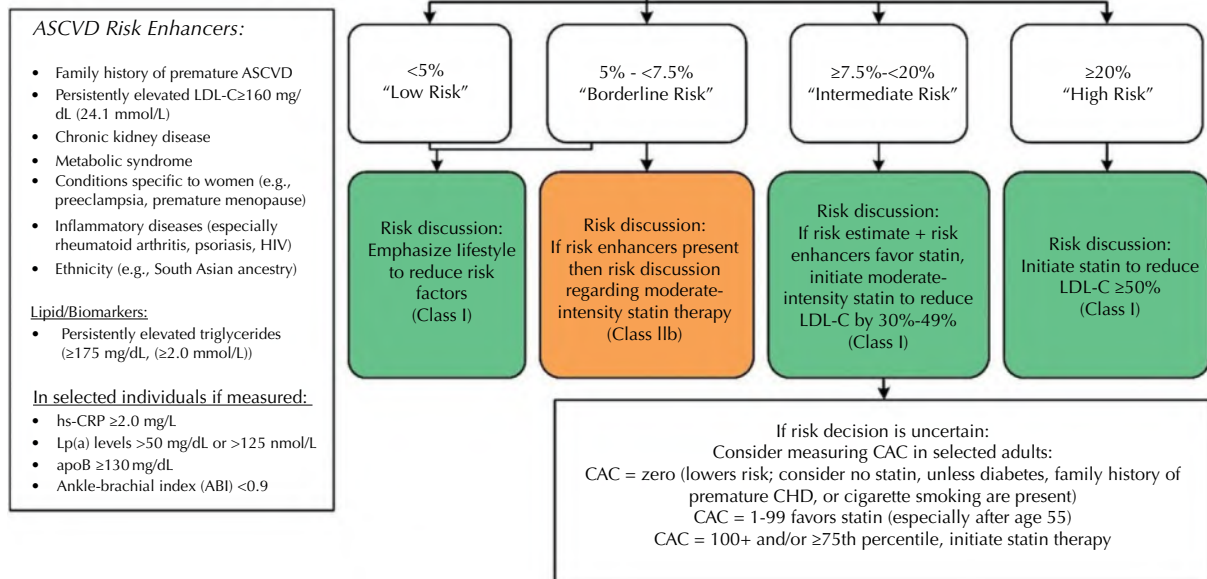 ASCVD Risk Enhancers:
• Family history of premature ASCVD
• Persistently elevated LDL-C≥160 mg/
dL (24.1 mmol/L)
• Chronic kidney disease
• Metabolic syndrome
• Conditions specific to women (e.g.,
preeclampsia, premature menopause)
• Inflammatory diseases (especially
rheumatoid arthritis, psoriasis, HIV)
• Ethnicity (e.g., South Asian ancestry)
Lipid/Biomarkers:
• Persistently elevated triglycerides
(≥175 mg/dL, (≥2.0 mmol/L))
In selected individuals if measured:
• hs-CRP ≥2.0 mg/L
• Lp(a) levels >50 mg/dL or >125 nmol/L
• apoB ≥130 mg/dL
• Ankle-brachial index (ABI) <0.9
<5%
“Low Risk”
5% - <7.5%
“Borderline Risk”
≥7.5%-<20%
“Intermediate Risk”
≥20%
“High Risk”
Risk discussion:
Emphasize lifestyle
to reduce risk
factors
(Class I)
Risk discussion:
If risk enhancers present
then risk discussion
regarding moderate-
intensity statin therapy
(Class llb)
Risk discussion:
If risk estimate + risk
enhancers favor statin,
initiate moderate-
intensity statin to reduce
LDL-C by 30%-49%
(Class I)
Risk discussion:
Initiate statin to reduce
LDL-C ≥50%
(Class I)
If risk decision is uncertain:
Consider measuring CAC in selected adults:
CAC = zero (lowers risk; consider no statin, unless diabetes, family history of
premature CHD, or cigarette smoking are present)
CAC = 1-99 favors statin (especially after age 55)
CAC = 100+ and/or ≥75th percentile, initiate statin therapy